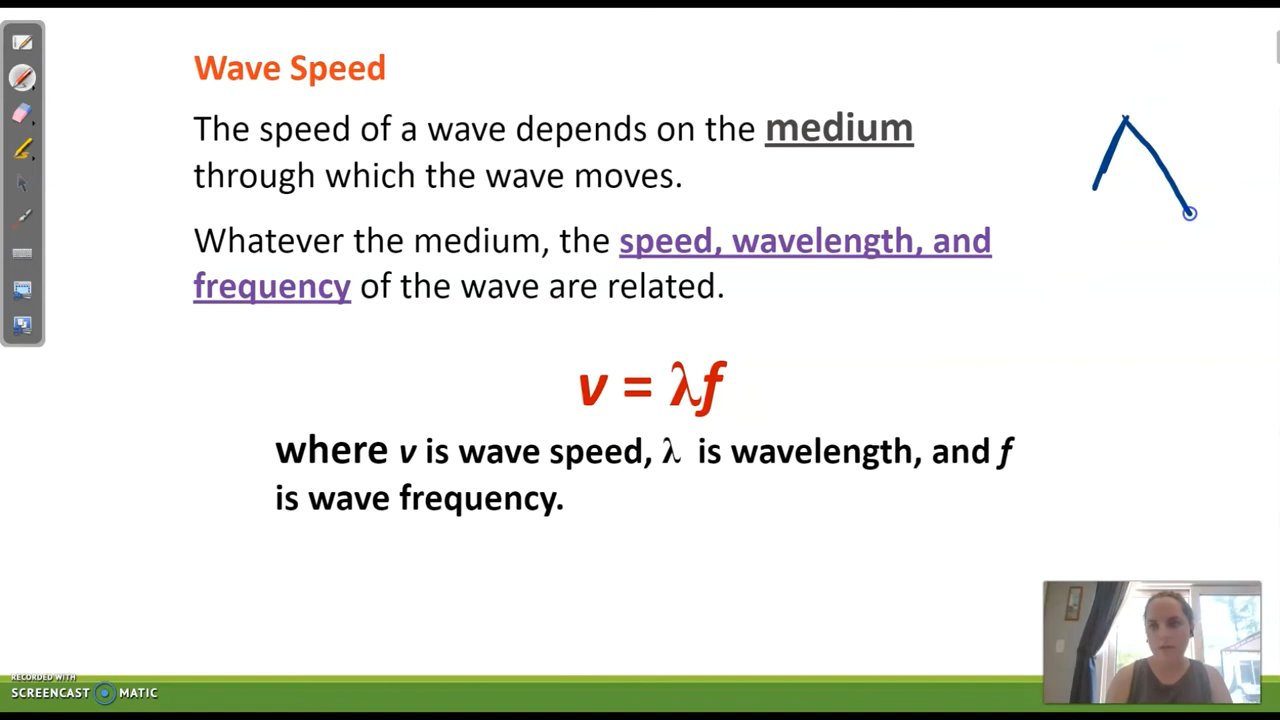 Wave Speed
The speed of a wave depends on the medium
through which the wave moves.
Whatever the medium, the speed, wavelength, and
frequency of the wave are related.
v = λf
where v is wave speed, λ is wavelength, and f
is wave frequency.
RECORDED WITH
SCREENCAST MATIC